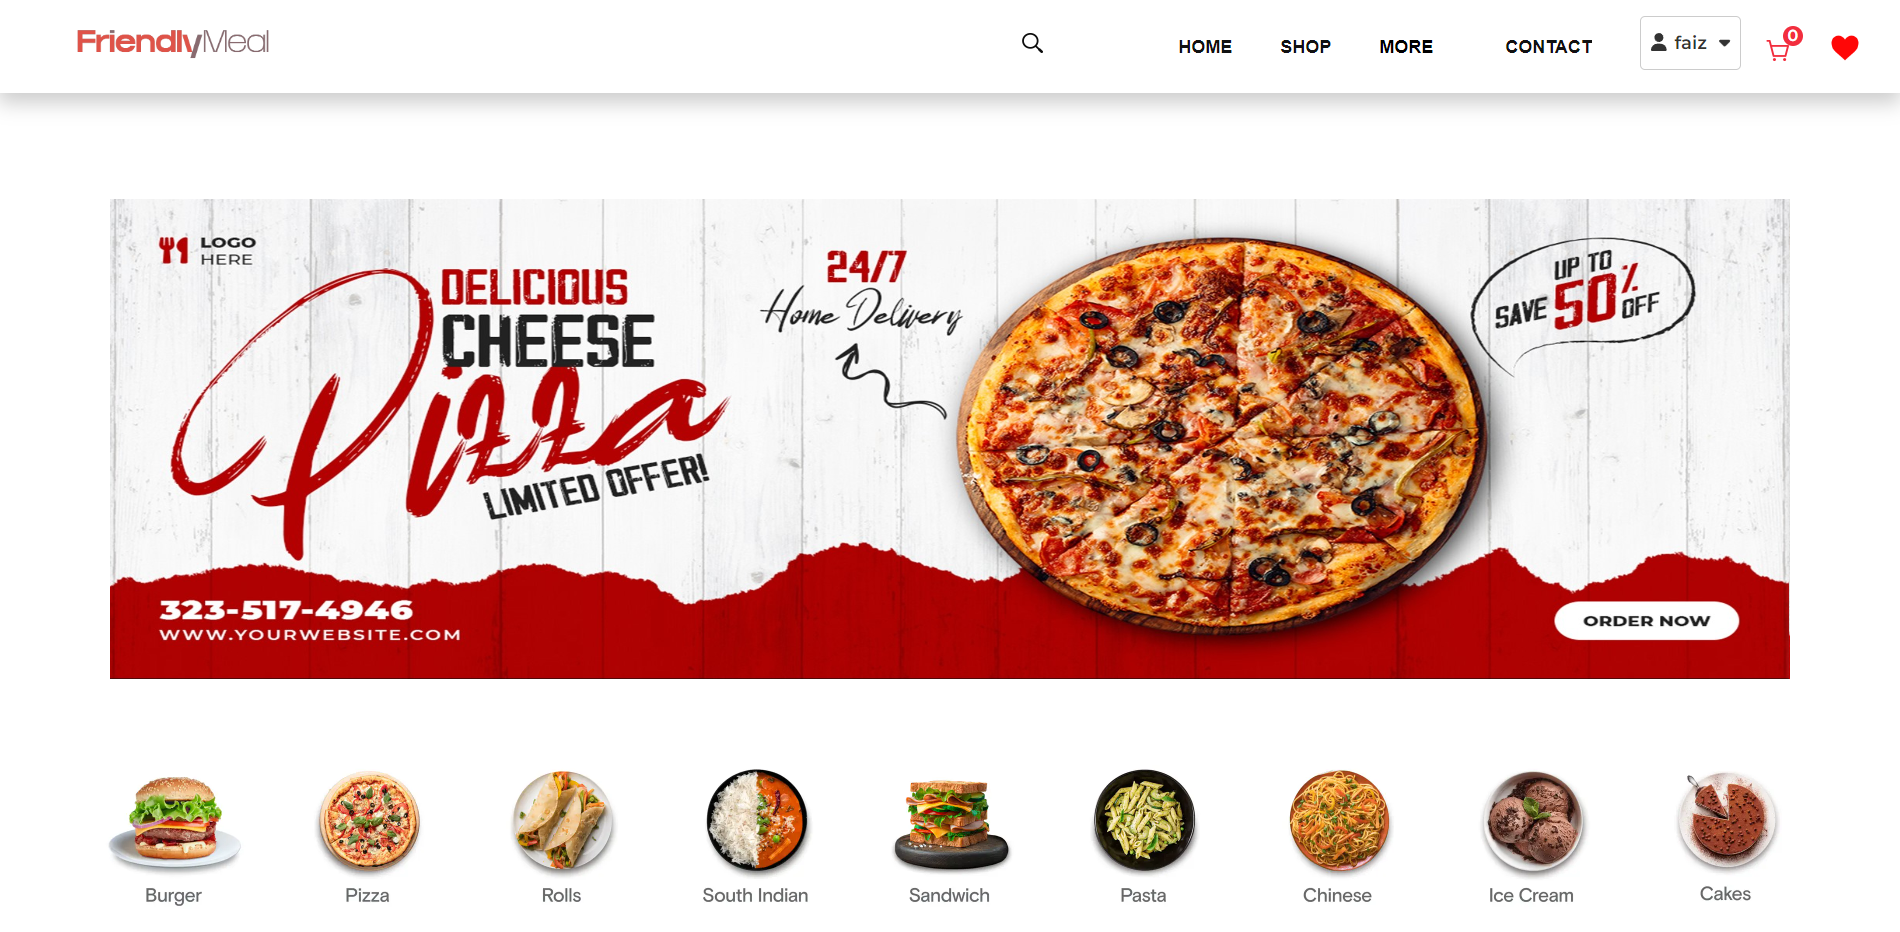 FriendlyMeal
HOME
SHOP
MORE
CONTACT
faiz
0
LOGO
HERE
DELICIOUS
CHEESE
Pizza
LIMITED OFFER!
24/7
Home Delivery
UP TO
SAVE 50% OFF
323-517-4946
WWW.YOURWEBSITE.COM
ORDER NOW
Burger
Pizza
Rolls
South Indian
Sandwich
Pasta
Chinese
Ice Cream
Cakes